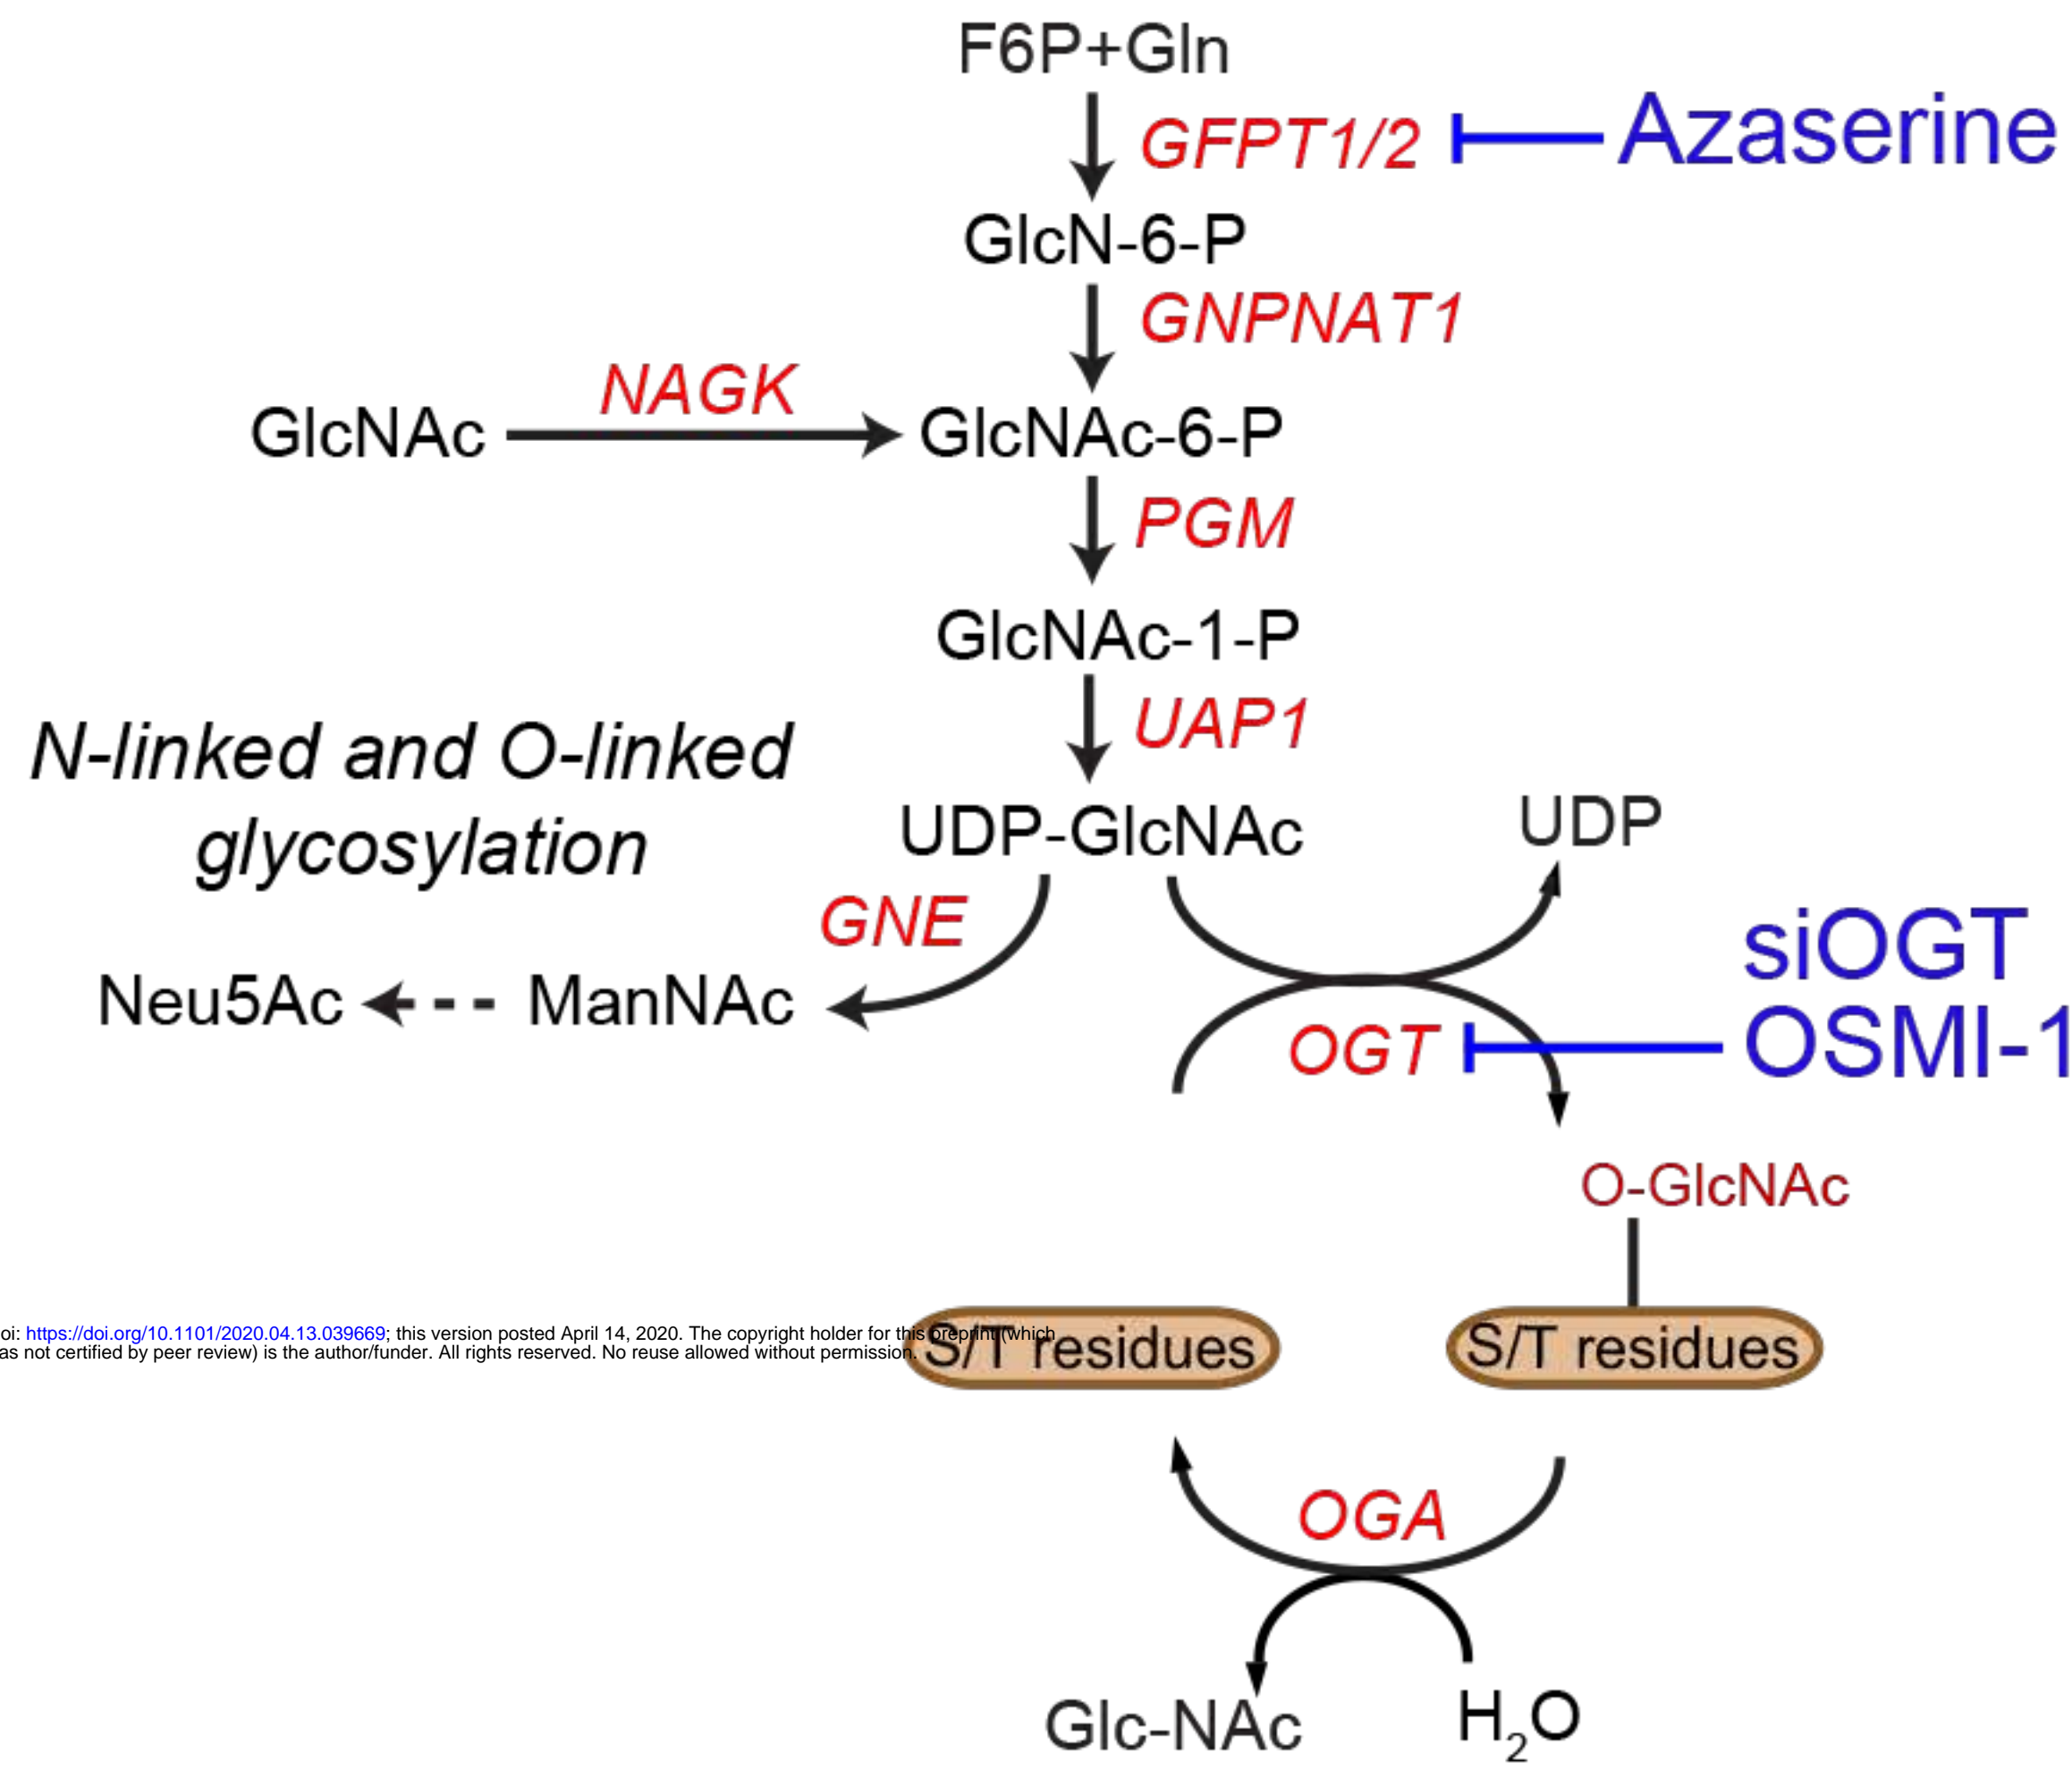 F6P+Gln
GFPT1/2
Azaserine
GlcN-6-P
GNPNAT1
NAGK
GlcNAc
GlcNAc-6-P
PGM
GlcNAc-1-P
UAP1
N-linked and O-linked
glycosylation
UDP-GlcNAc
UDP
GNE
siOGT
Neu5Ac
ManNAc
OGT
OSMI-1
O-GlcNAc
oi: https://doi.org/10.1101/2020.04.13.039669; this version posted April 14, 2020. The copyright holder for this preprint (which
as not certified by peer review) is the author/funder. All rights reserved. No reuse allowed without permission.
S/T residues
S/T residues
OGA
Glc-NAc
H2O